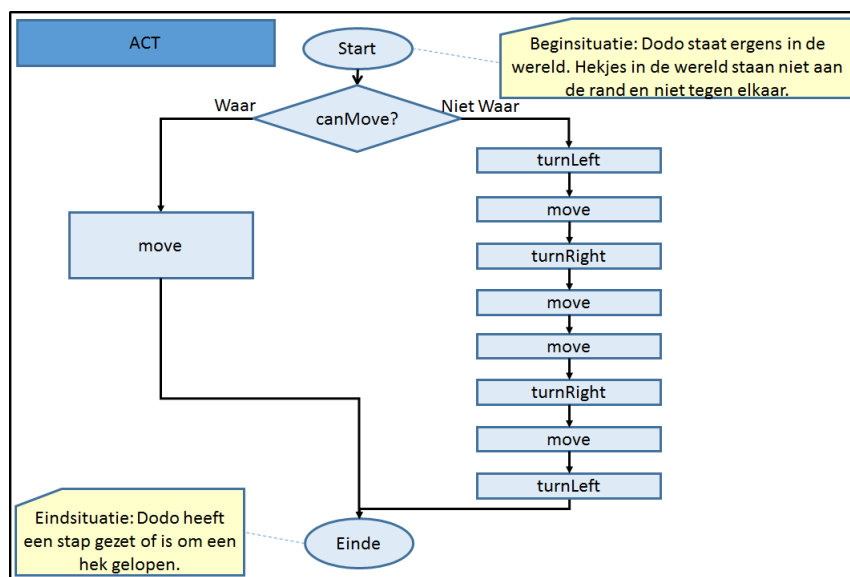 ACT
Start
Beginsituatie: Dodo staat ergens in de
wereld. Hekjes in de wereld staan niet aan
de rand en niet tegen elkaar.
Waar
canMove?
Niet Waar
turnLeft
move
move
turnRight
move
move
turnRight
move
turnLeft
Eindsituatie: Dodo heeft
een stap gezet of is om een
hek gelopen.
Einde